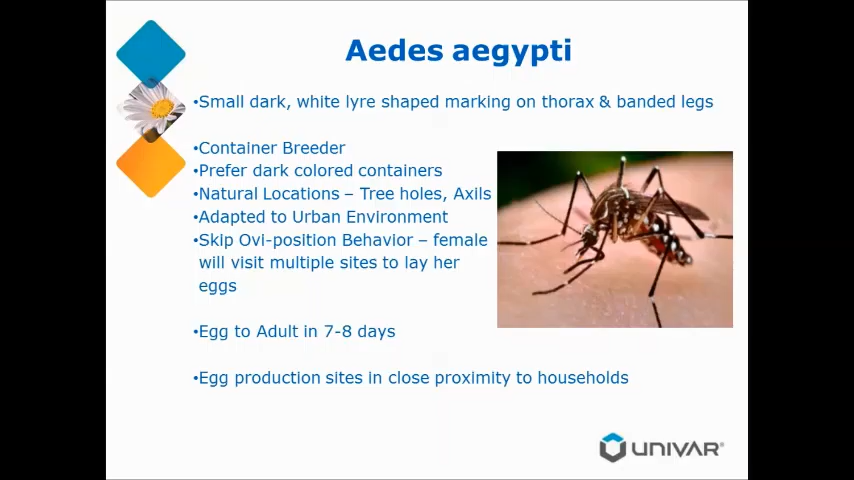 Aedes aegypti
•Small dark, white lyre shaped marking on thorax & banded legs
•Container Breeder
•Prefer dark colored containers
•Natural Locations – Tree holes, Axils
•Adapted to Urban Environment
•Skip Ovi-position Behavior – female
will visit multiple sites to lay her
eggs
•Egg to Adult in 7-8 days
•Egg production sites in close proximity to households
UNIVAR®